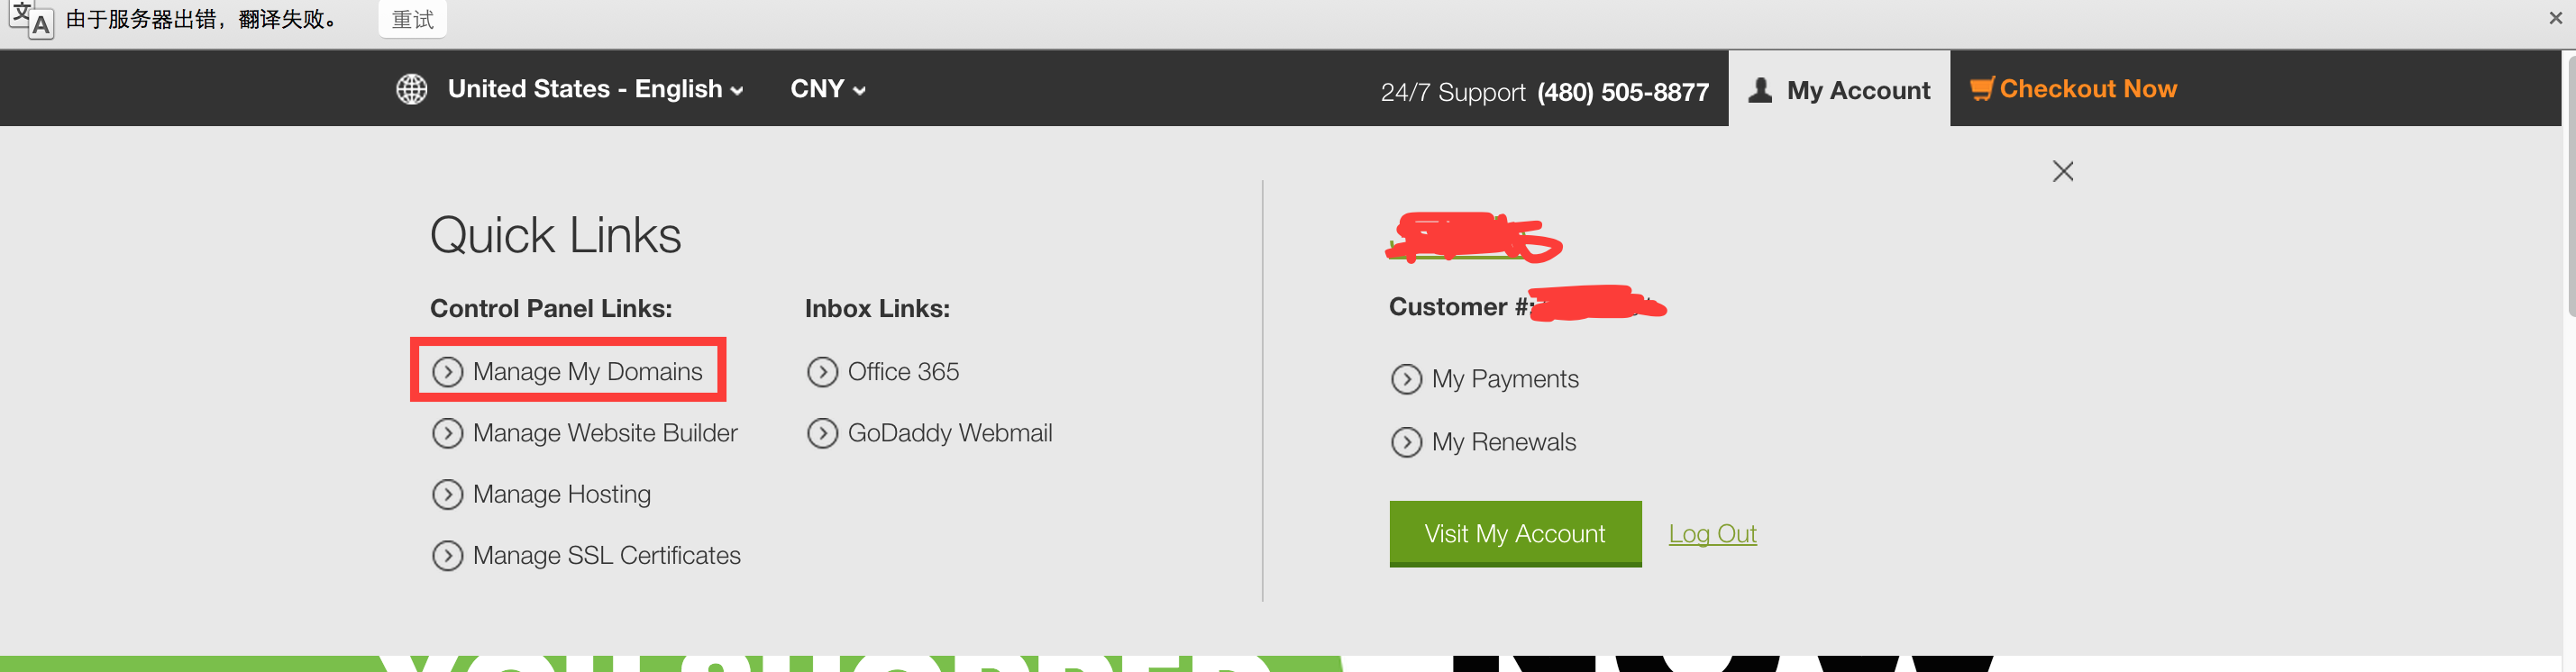 由于服务器出错，翻译失败。 重试
United States - English CNY 24/7 Support (480) 505-8877 My Account Checkout Now
Quick Links
Control Panel Links:
Manage My Domains
Manage Website Builder
Manage Hosting
Manage SSL Certificates
Inbox Links:
Office 365
GoDaddy Webmail
Customer #:
My Payments
My Renewals
Visit My Account Log Out
YOU SHOPPED NOW